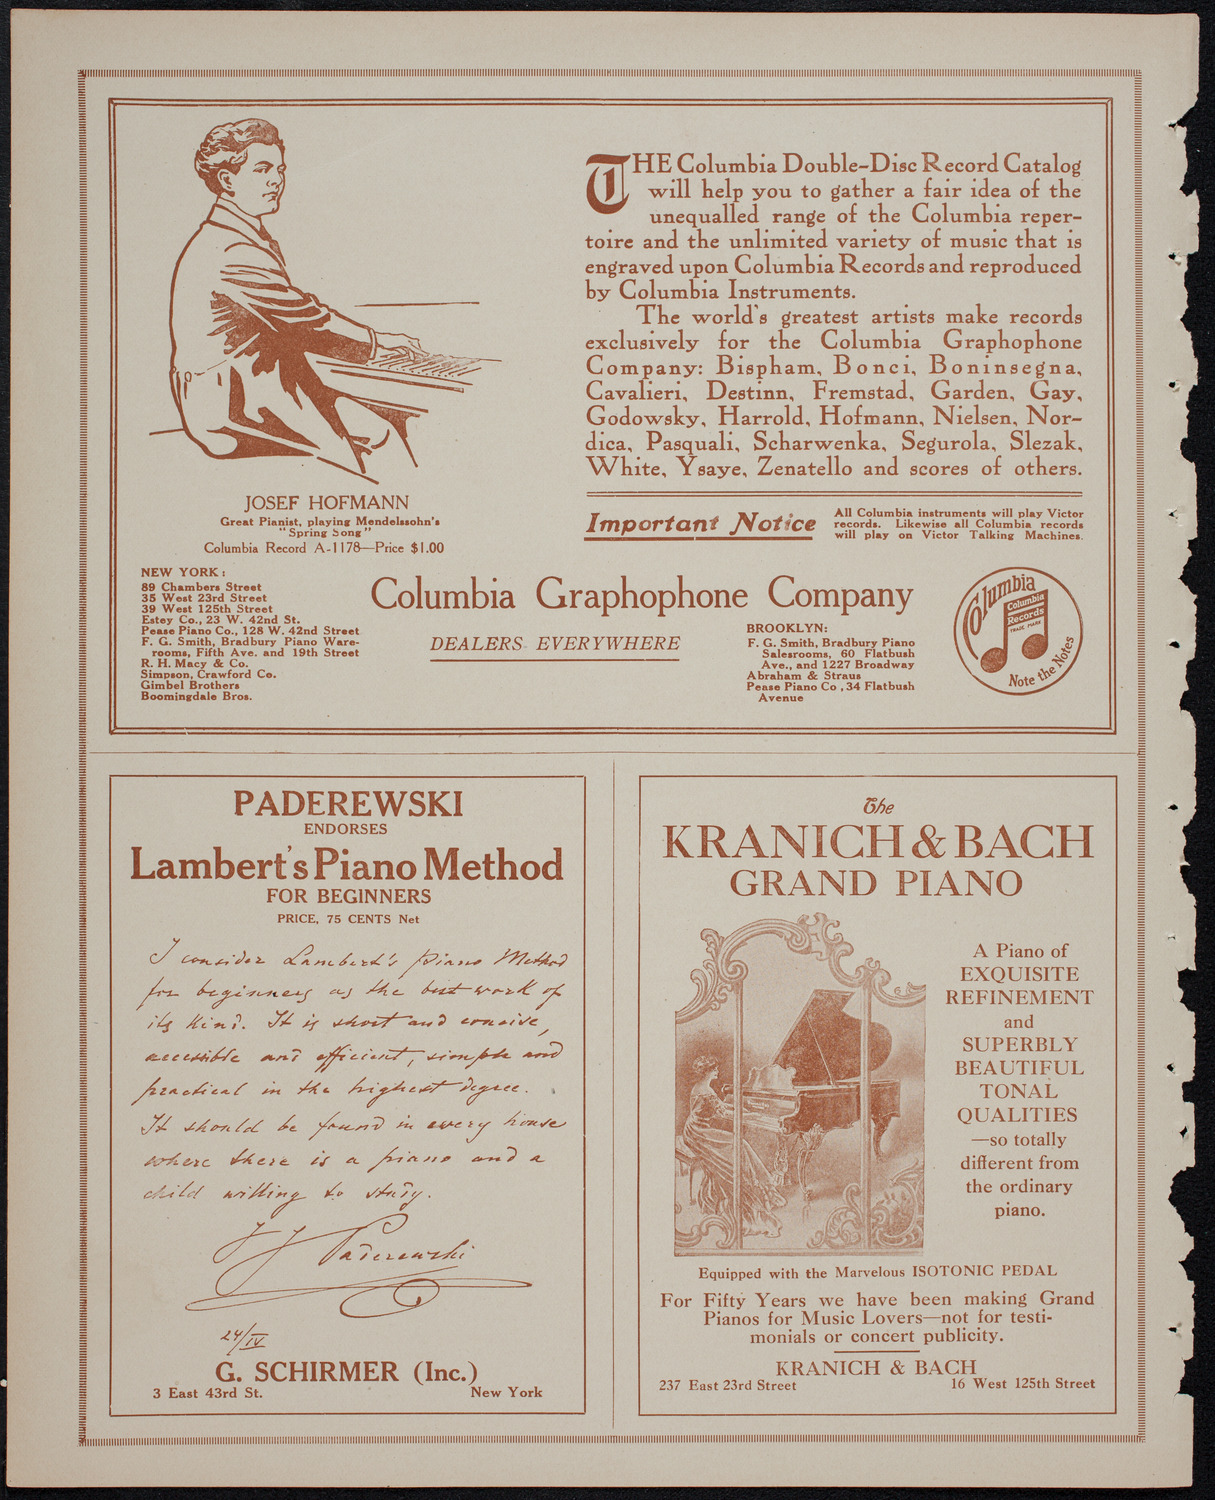 THE Columbia Double-Disc Record Catalog
will help you to gather a fair idea of the
unequalled range of the Columbia reper-
toire and the unlimited variety of music that is
engraved upon Columbia Records and reproduced
by Columbia Instruments.
The world's greatest artists make records
exclusively for the Columbia Graphophone
Company: Bispham, Bonci, Boninsegna,
Cavalieri, Destinn, Fremstad, Garden, Gay,
Godowsky, Harrold, Hofmann, Nielsen, Nor-
dica, Pasquali, Scharwenka, Segurola, Slezak,
White, Ysaye, Zenatello and scores of others.
JOSEF HOFMANN
Great Pianist, playing Mendelssohn's
"Spring Song"
Columbia Record A-1178—Price $1.00
Important Notice
All Columbia instruments will play Victor
records. Likewise all Columbia records
will play on Victor Talking Machines.
NEW YORK:
89 Chambers Street
35 West 23rd Street
39 West 125th Street
Estey Co., 23 W. 42nd St.
Pease Piano Co., 128 W. 42nd Street
F. G. Smith, Bradbury Piano Ware-
rooms, Fifth Ave. and 19th Street
R. H. Macy & Co.
Simpson, Crawford Co.
Gimbel Brothers
Boomingdale Bros.
Columbia Graphophone Company
DEALERS EVERYWHERE
BROOKLYN:
F. G. Smith, Bradbury Piano
Salesrooms, 60 Flatbush
Ave., and 1227 Broadway
Abraham & Straus
Pease Piano Co., 34 Flatbush
Avenue
Columbia
Columbia
Records
TRADE MARK
Note the Notes
PADEREWSKI
ENDORSES
Lambert's Piano Method
FOR BEGINNERS
PRICE, 75 CENTS Net
I consider Lambert's Piano Method
for beginners as the best work of
its kind. It is short and concise,
accessible and efficient, simple and
practical in the highest degree.
It should be found in every house
where there is a piano and a
child willing to study.
I J Paderewski
24/IV
G. SCHIRMER (Inc.)
3 East 43rd St. New York
The
KRANICH & BACH
GRAND PIANO
A Piano of
EXQUISITE
REFINEMENT
and
SUPERBLY
BEAUTIFUL
TONAL
QUALITIES
—so totally
different from
the ordinary
piano.
Equipped with the Marvelous ISOTONIC PEDAL
For Fifty Years we have been making Grand
Pianos for Music Lovers—not for testi-
monials or concert publicity.
KRANICH & BACH
237 East 23rd Street 16 West 125th Street